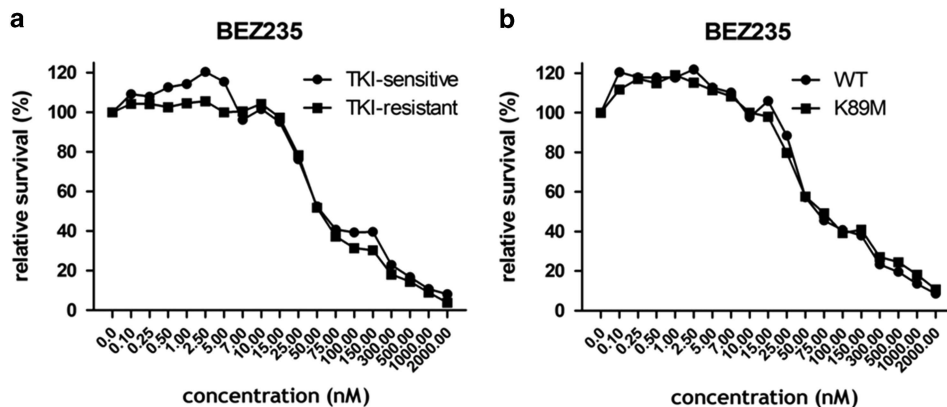 a
BEZ235
120
100
80
60
40
20
0
relative survival (%)
TKI-sensitive
TKI-resistant
0.0 0.10 0.25 0.50 1.00 2.50 5.00 7.00 10.00 15.00 25.00 50.00 75.00 100.00 150.00 300.00 500.00 1000.00 2000.00
concentration (nM)
b
BEZ235
120
100
80
60
40
20
0
relative survival (%)
WT
K89M
0.0 0.10 0.25 0.50 1.00 2.50 5.00 7.00 10.00 15.00 25.00 50.00 75.00 100.00 150.00 300.00 500.00 1000.00 2000.00
concentration (nM)